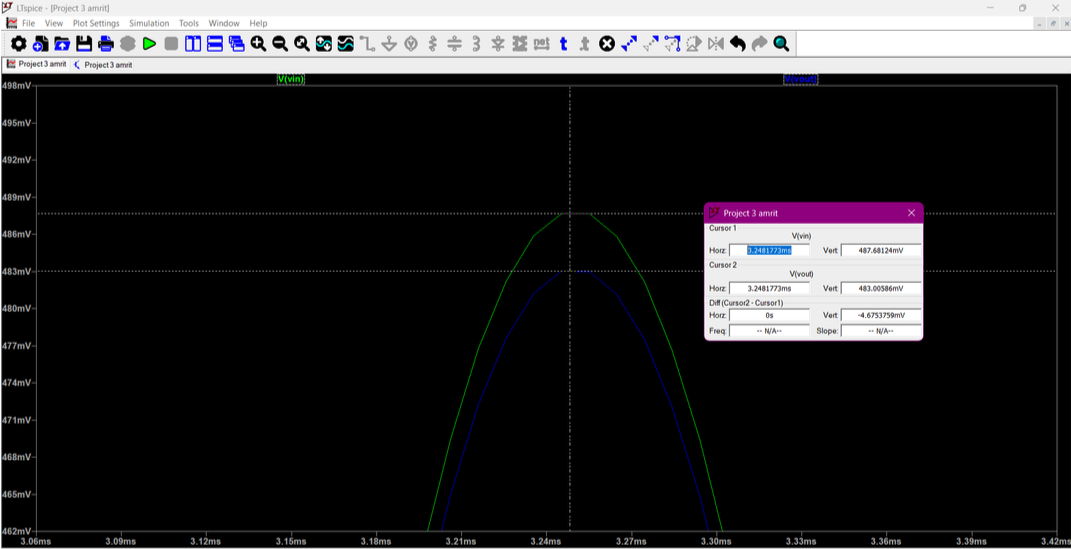 LTspice - [Project 3 amrit]
File View Plot Settings Simulation Tools Window Help
Project 3 amrit Project 3 amrit
V(vin) V(vout)
498mV
495mV
492mV
489mV
486mV
483mV
480mV
477mV
474mV
471mV
468mV
465mV
462mV
3.06ms 3.09ms 3.12ms 3.15ms 3.18ms 3.21ms 3.24ms 3.27ms 3.30ms 3.33ms 3.36ms 3.39ms 3.42ms
Project 3 amrit
Cursor 1
V(vin)
Horz: 3.2481773ms Vert: 487.68124mV
Cursor 2
V(vout)
Horz: 3.2481773ms Vert: 483.00586mV
Diff (Cursor2 - Cursor1)
Horz: 0s Vert: -4.6753759mV
Freq: -- N/A-- Slope: -- N/A--